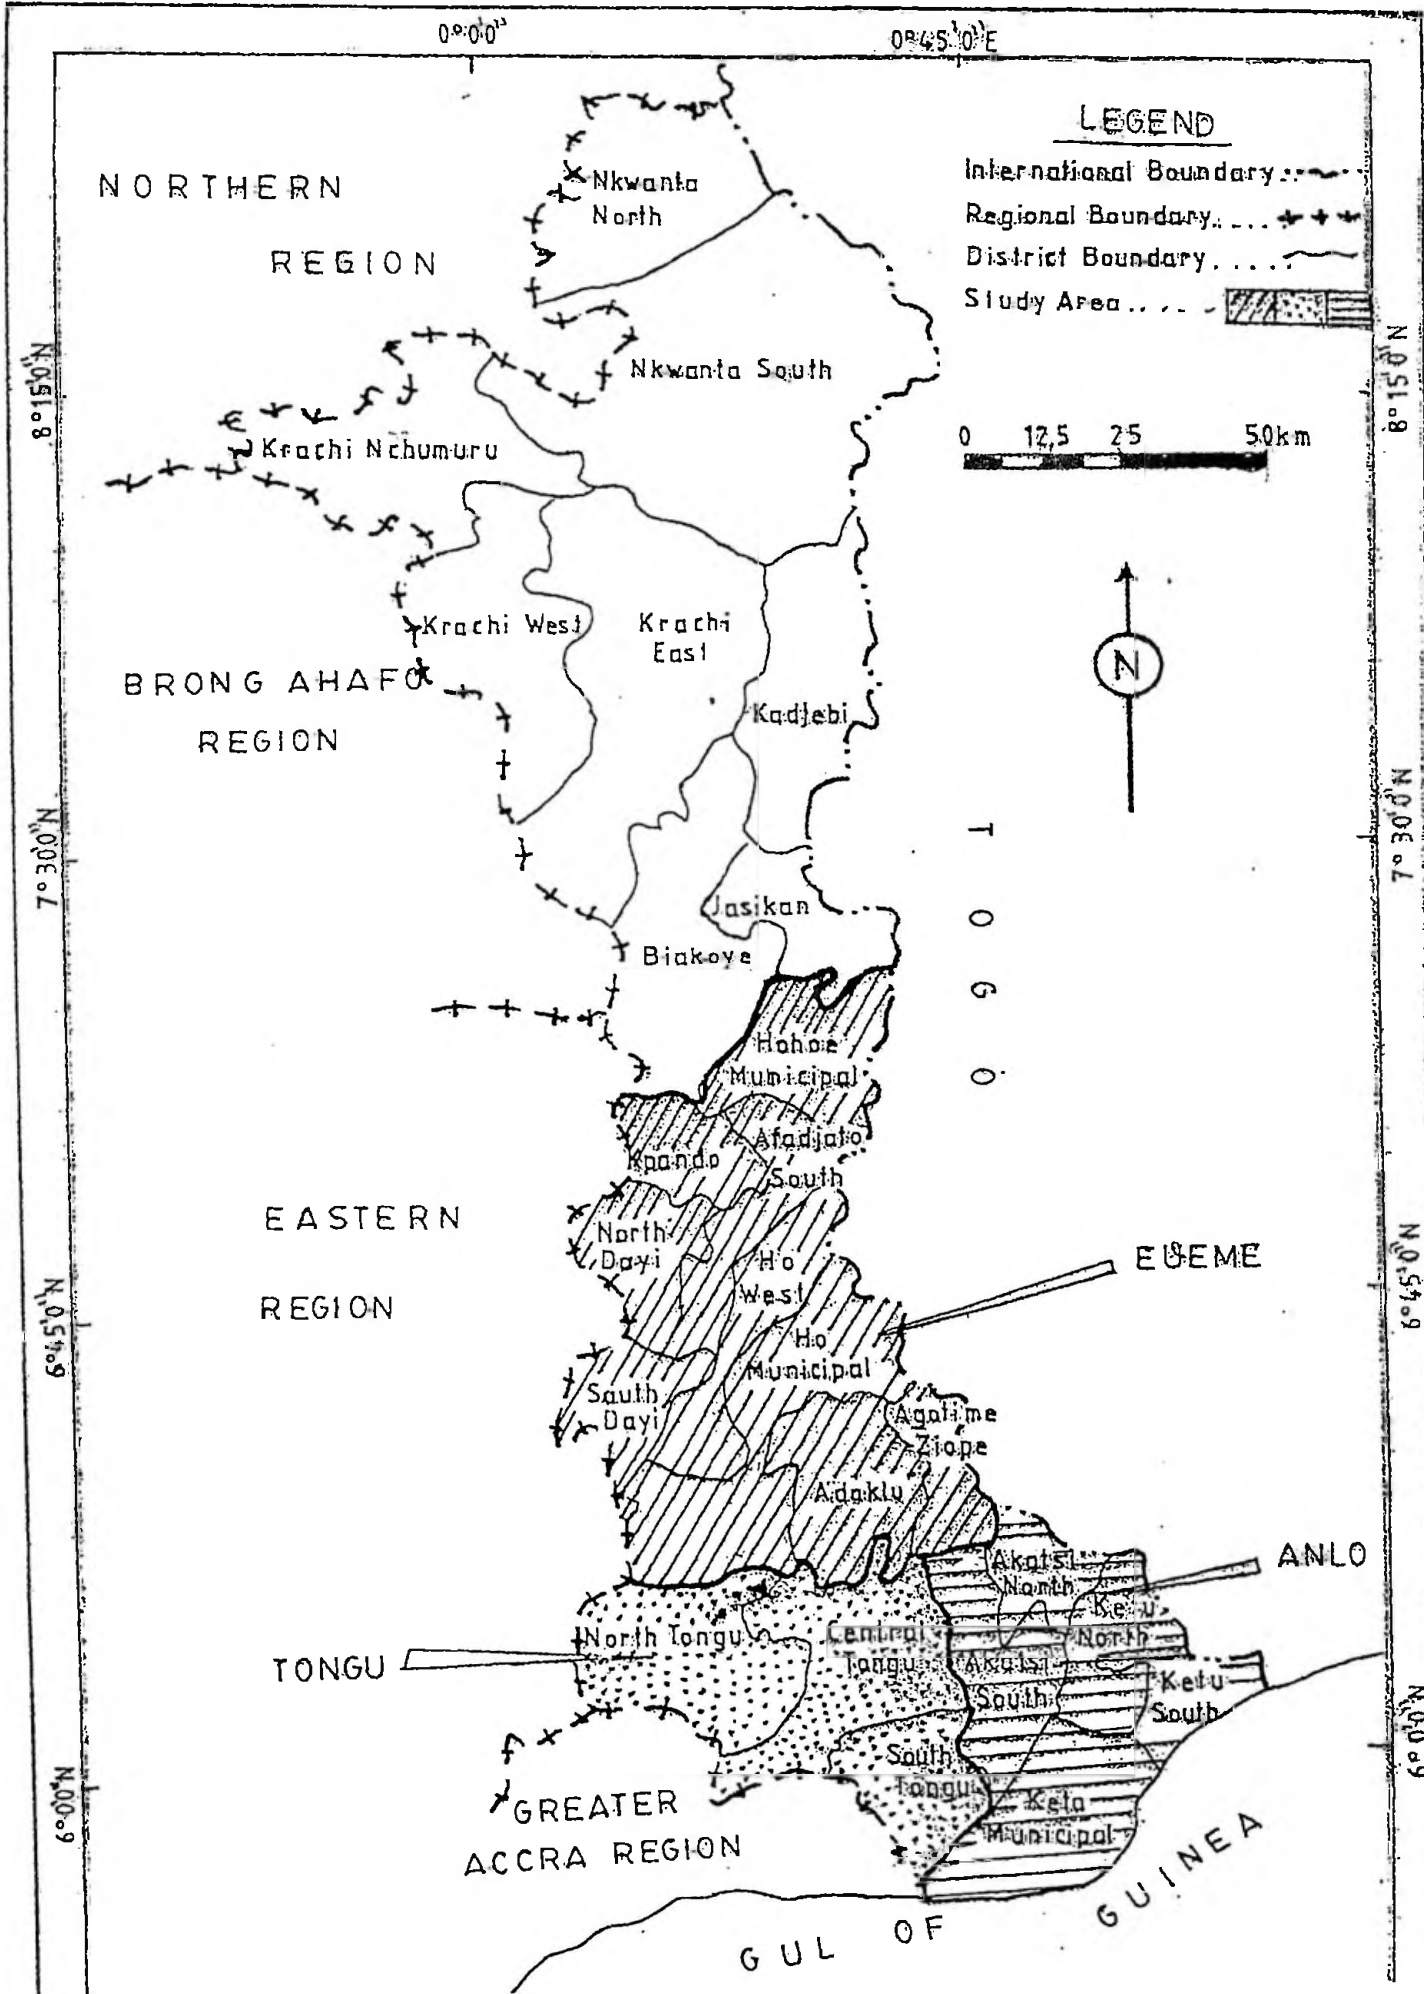 0°0'0"
0°45'0"E
LEGEND
International Boundary
Regional Boundary
District Boundary
Study Area
NORTHERN
REGION
Nkwanta
North
Nkwanta South
8°15'0"N
8°15'0"N
0 12,5 25 50km
Krachi Nchumuru
N
Krachi West
Krachi
East
BRONG AHAFO
REGION
Kadjebi
7°30'0"N
7°30'0"N
TOGO
Jasikan
Biakoye
Hohoe
Municipal
Afadjato
South
Kpando
EASTERN
REGION
North
Dayi
Ho
West
Ho
Municipal
EƲEME
6°45'0"N
6°45'0"N
South
Dayi
Agotime
Ziope
Adaklu
ANLO
Akatsi
North
Ketu
North
North Tongu
Central
Tongu
TONGU
Akatsi
South
Ketu
South
6°0'0"N
6°0'0"N
South
Tongu
Keta
Municipal
GREATER
ACCRA REGION
GUL OF GUINEA